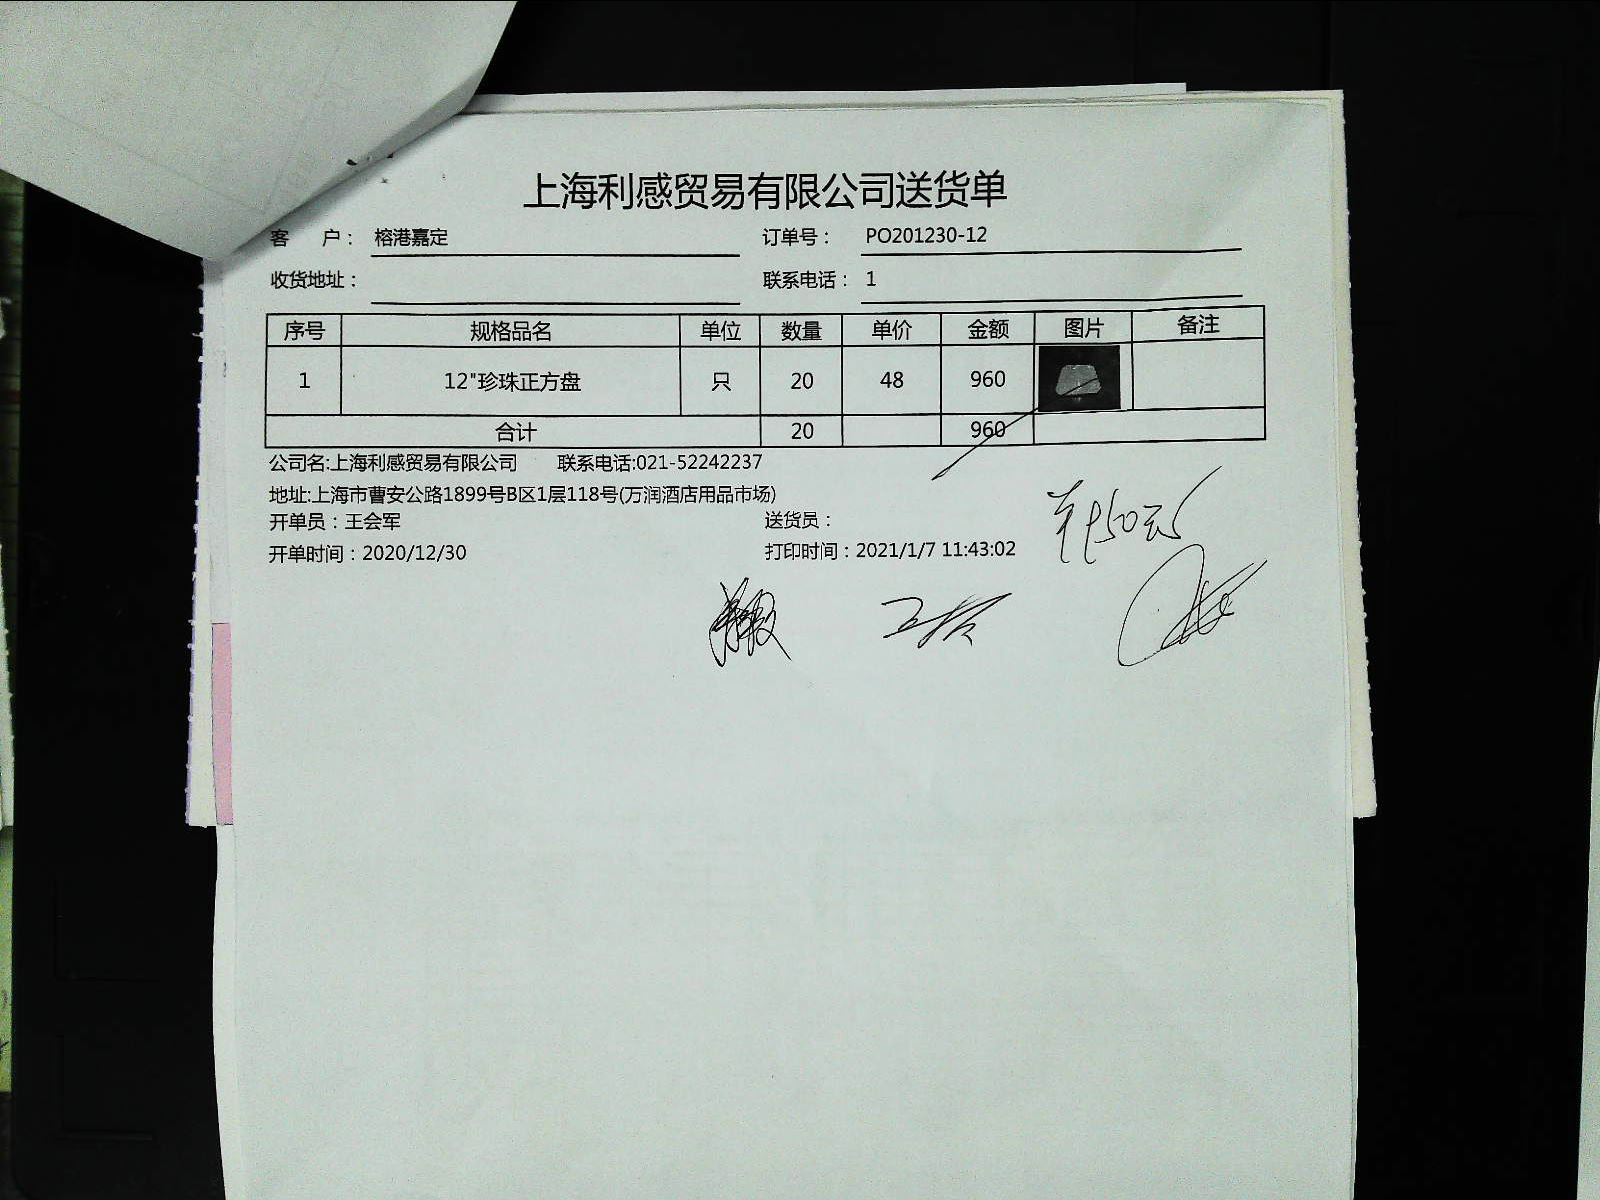 上海利感贸易有限公司送货单
客 户： 榕港嘉定 订单号： PO201230-12
收货地址： 联系电话： 1
序号 规格品名 单位 数量 单价 金额 图片 备注
1 12"珍珠正方盘 只 20 48 960
合计 20 960
公司名:上海利感贸易有限公司 联系电话:021-52242237
地址:上海市曹安公路1899号B区1层118号(万润酒店用品市场)
开单员：王会军 送货员：
开单时间：2020/12/30 打印时间：2021/1/7 11:43:02